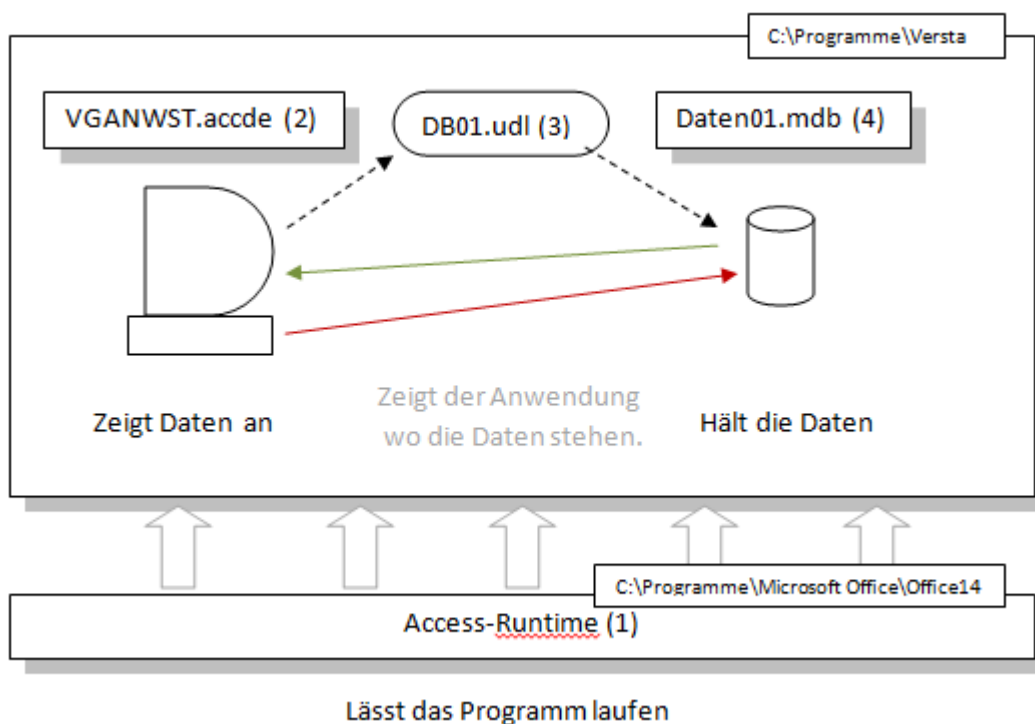 C:\Programme\Versta
VGANWST.accde (2)
DB01.udl (3)
Daten01.mdb (4)
Zeigt Daten an
Zeigt der Anwendung
wo die Daten stehen.
Hält die Daten
C:\Programme\Microsoft Office\Office14
Access-Runtime (1)
Lässt das Programm laufen